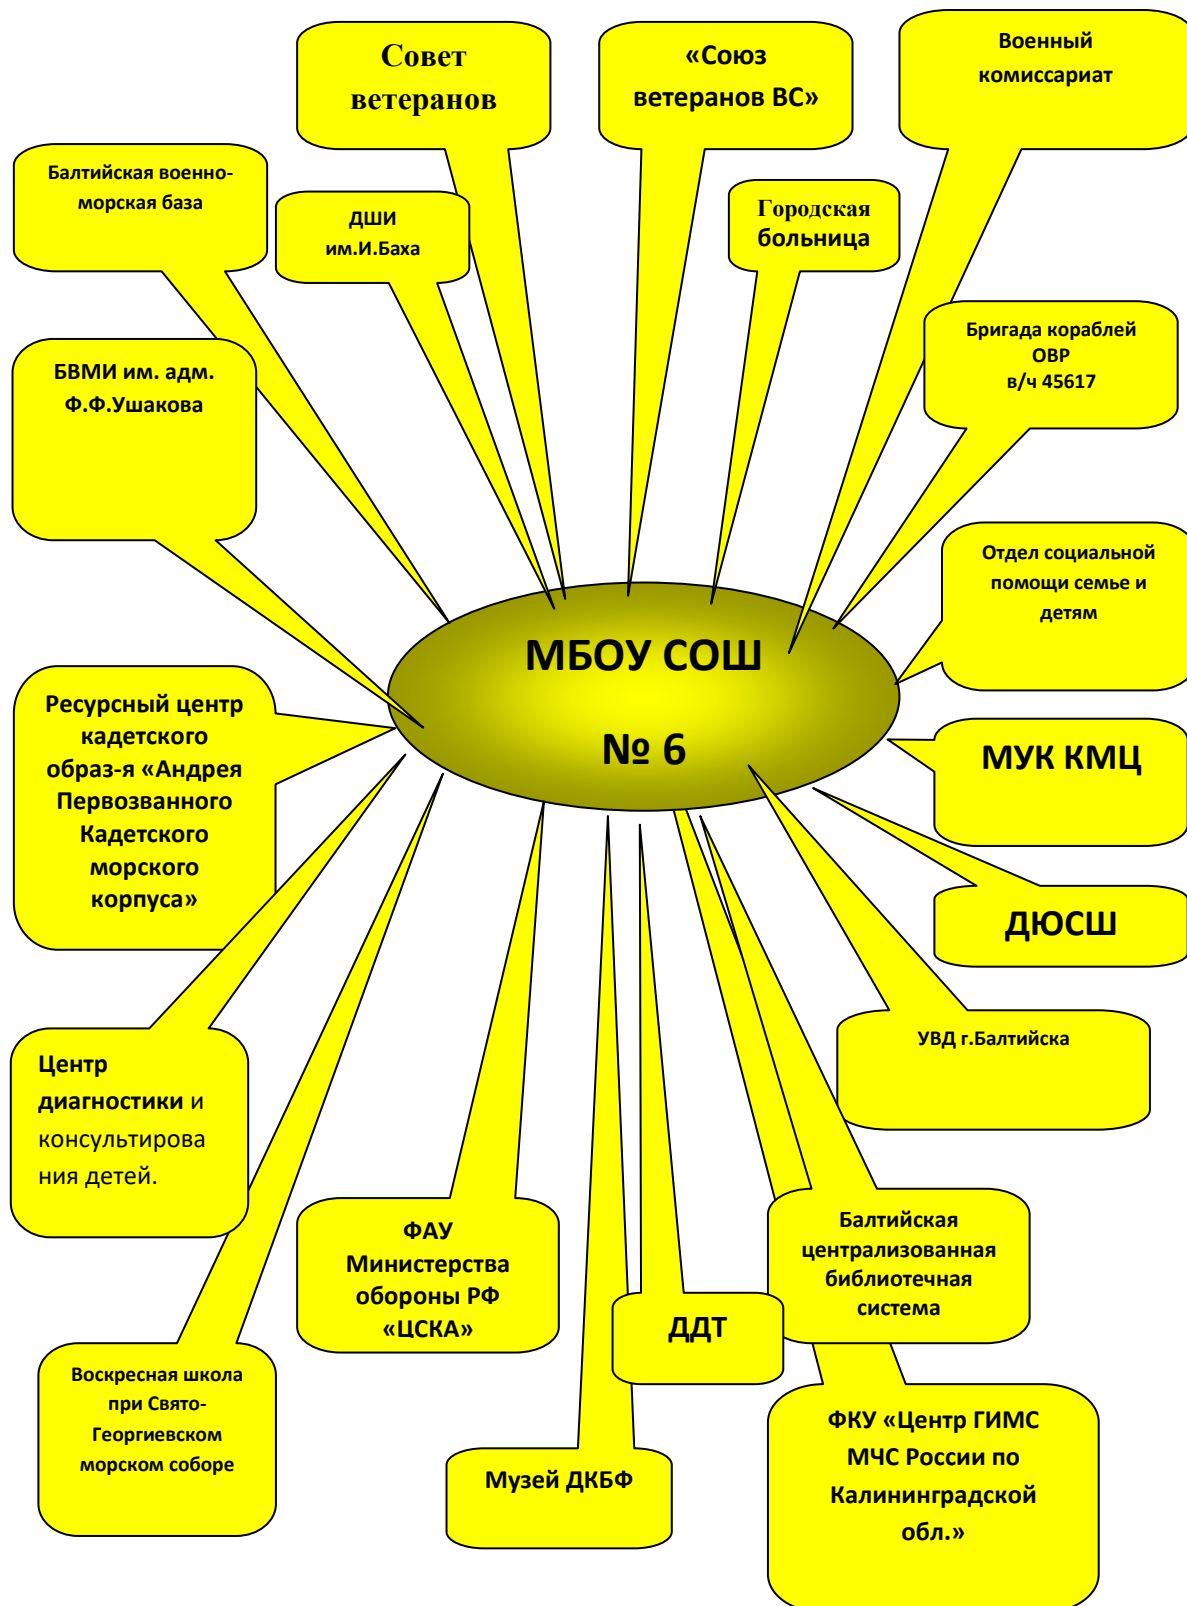 Совет
ветеранов
«Союз
ветеранов ВС»
Военный
комиссариат
Балтийская военно-
морская база
ДШИ
им.И.Баха
Городская
больница
Бригада кораблей
ОВР
в/ч 45617
БВМИ им. адм.
Ф.Ф.Ушакова
Отдел социальной
помощи семье и
детям
МБОУ СОШ
№ 6
Ресурсный центр
кадетского
образ-я «Андрея
Первозванного
Кадетского
морского
корпуса»
МУК КМЦ
ДЮСШ
УВД г.Балтийска
Центр
диагностики и
консультирова
ния детей.
ФАУ
Министерства
обороны РФ
«ЦСКА»
Балтийская
централизованная
библиотечная
система
ДДТ
Воскресная школа
при Свято-
Георгиевском
морском соборе
Музей ДКБФ
ФКУ «Центр ГИМС
МЧС России по
Калининградской
обл.»